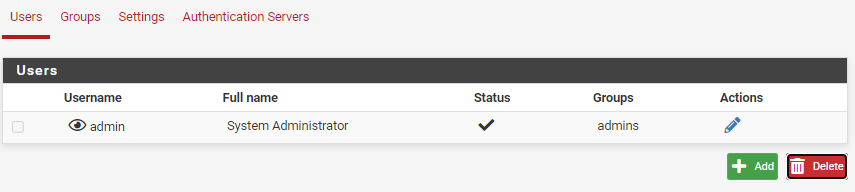 Users Groups Settings Authentication Servers
Users
Username Full name Status Groups Actions
admin System Administrator admins
Add Delete